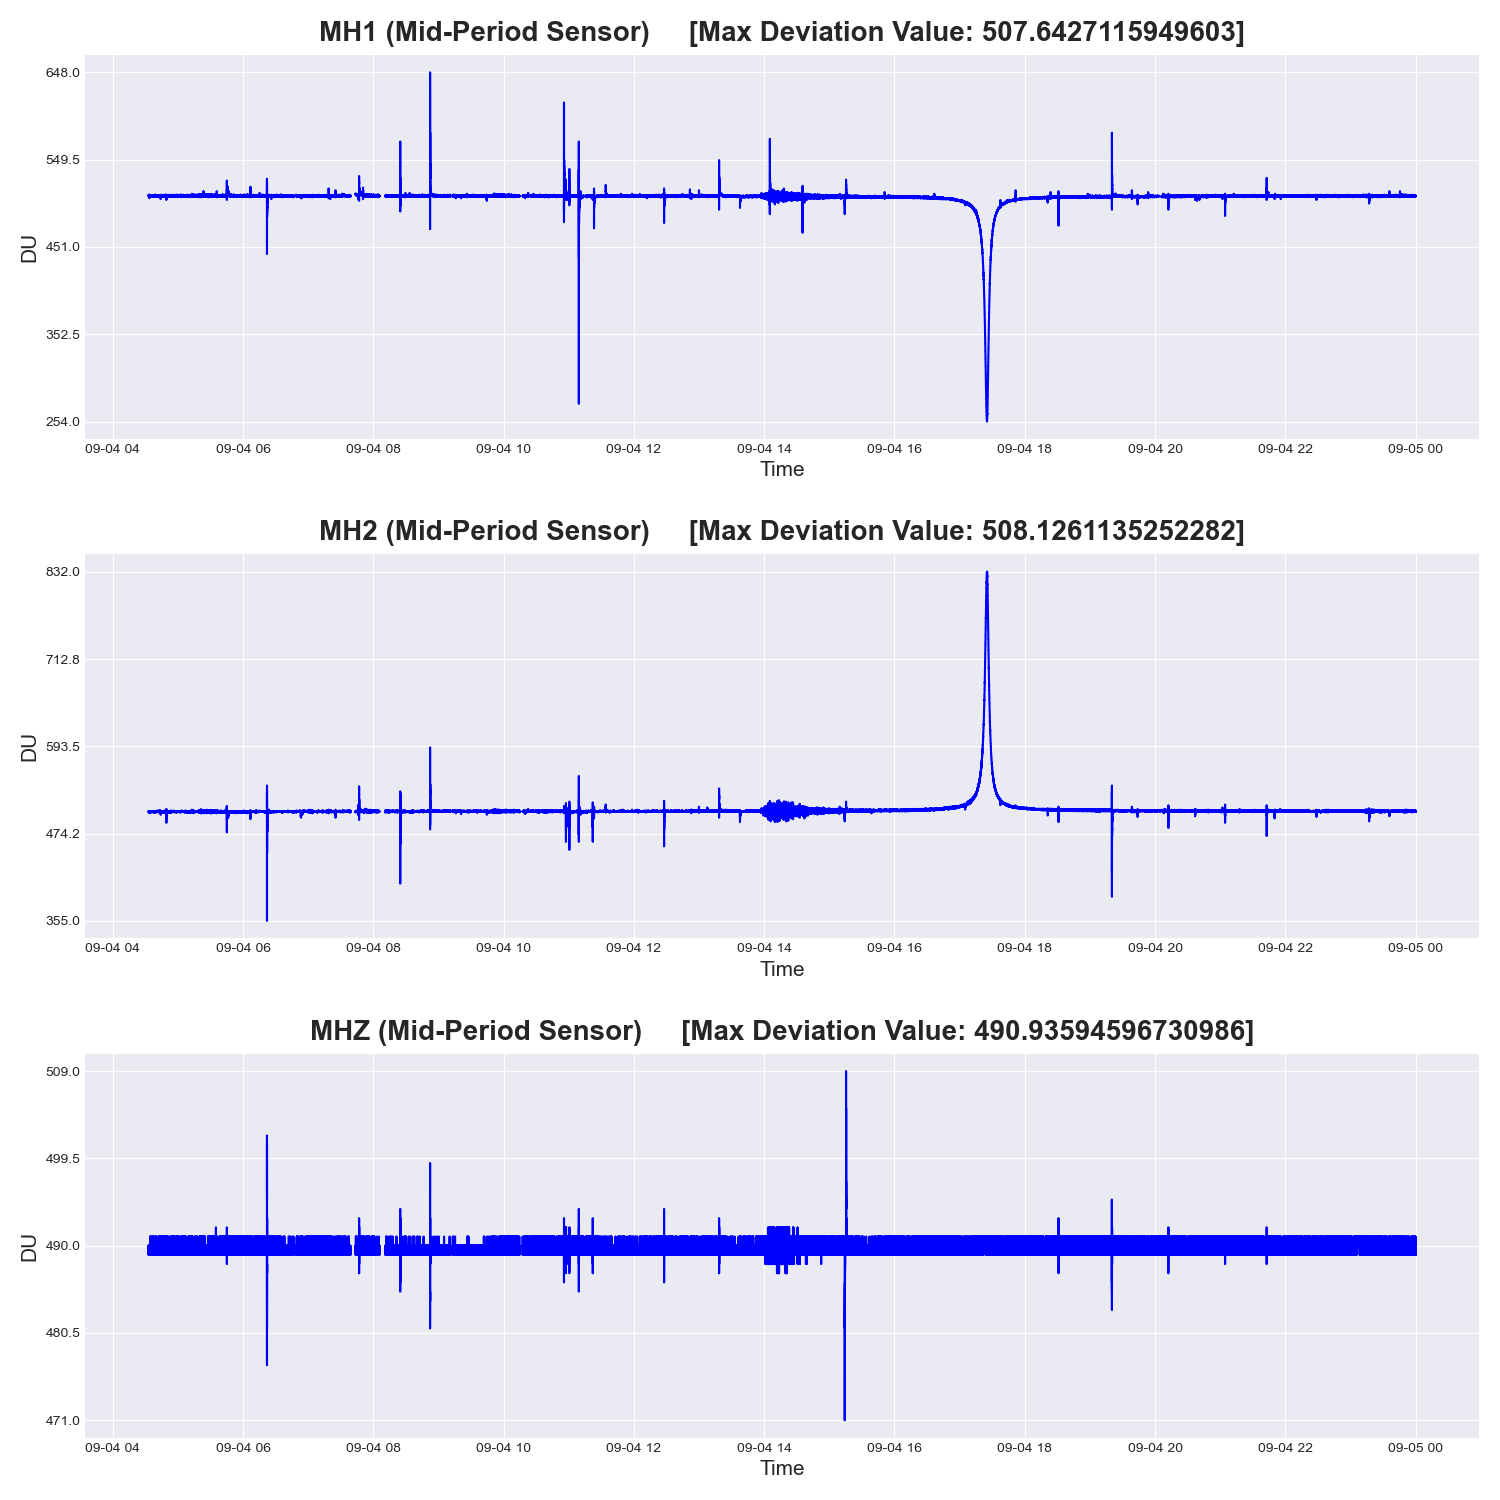 MH1 (Mid-Period Sensor) [Max Deviation Value: 507.6427115949603]
648.0
549.5
451.0
352.5
254.0
DU
09-04 04 09-04 06 09-04 08 09-04 10 09-04 12 09-04 14 09-04 16 09-04 18 09-04 20 09-04 22 09-05 00
Time
MH2 (Mid-Period Sensor) [Max Deviation Value: 508.1261135252282]
832.0
712.8
593.5
474.2
355.0
DU
09-04 04 09-04 06 09-04 08 09-04 10 09-04 12 09-04 14 09-04 16 09-04 18 09-04 20 09-04 22 09-05 00
Time
MHZ (Mid-Period Sensor) [Max Deviation Value: 490.93594596730986]
509.0
499.5
490.0
480.5
471.0
DU
09-04 04 09-04 06 09-04 08 09-04 10 09-04 12 09-04 14 09-04 16 09-04 18 09-04 20 09-04 22 09-05 00
Time